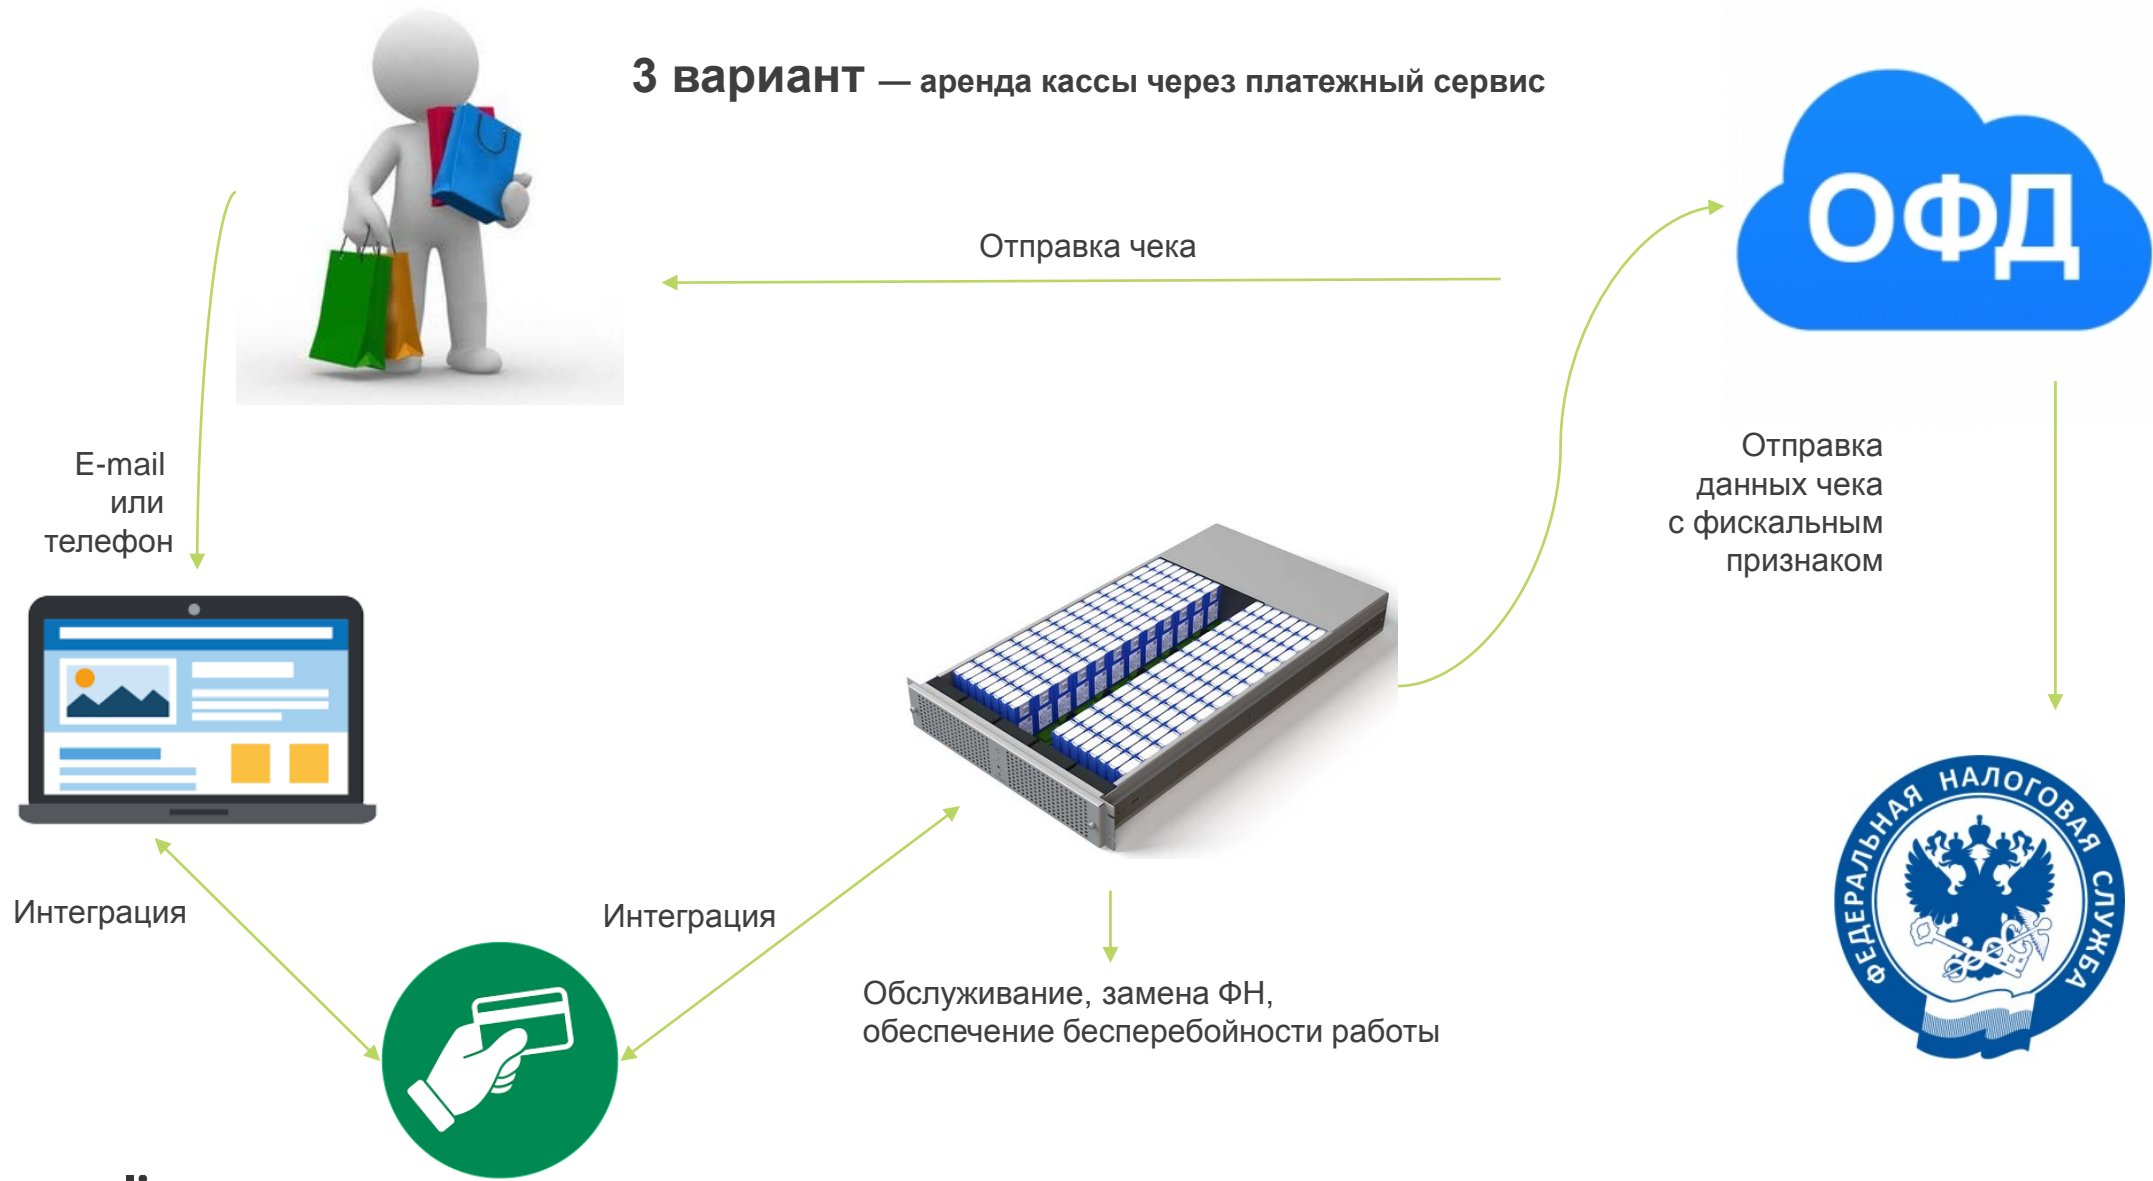 3 вариант — аренда кассы через платежный сервис
ОФД
Отправка чека
E-mail
или
телефон
Отправка
данных чека
с фискальным
признаком
Интеграция
Интеграция
Обслуживание, замена ФН,
обеспечение бесперебойности работы
ФЕДЕРАЛЬНАЯ НАЛОГОВАЯ СЛУЖБА